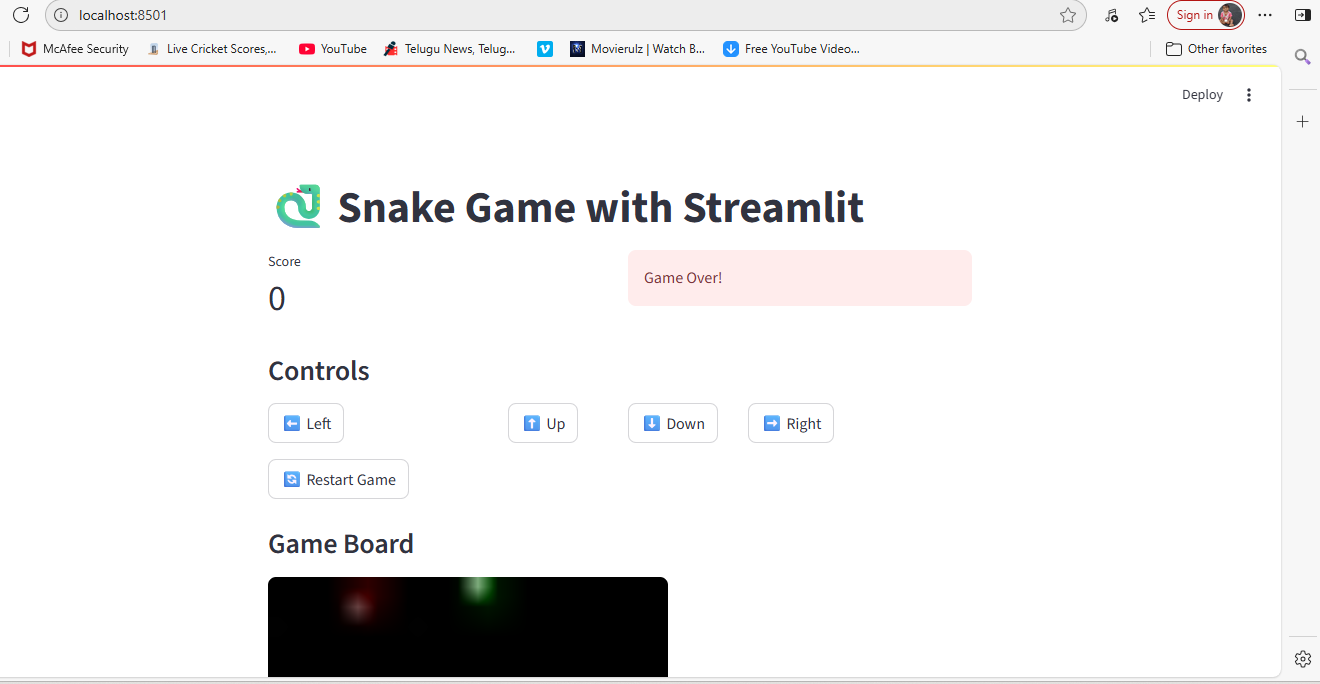 localhost:8501
Sign in
McAfee Security
Live Cricket Scores,...
YouTube
Telugu News, Telug...
Movierulz | Watch B...
Free YouTube Video...
Other favorites
Deploy
Snake Game with Streamlit
Score
0
Game Over!
Controls
Left
Up
Down
Right
Restart Game
Game Board